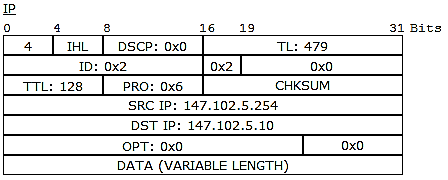 IP
0 4 8 16 19 31 Bits
4 IHL DSCP: 0x0 TL: 479
ID: 0x2 0x2 0x0
TTL: 128 PRO: 0x6 CHKSUM
SRC IP: 147.102.5.254
DST IP: 147.102.5.10
OPT: 0x0 0x0
DATA (VARIABLE LENGTH)